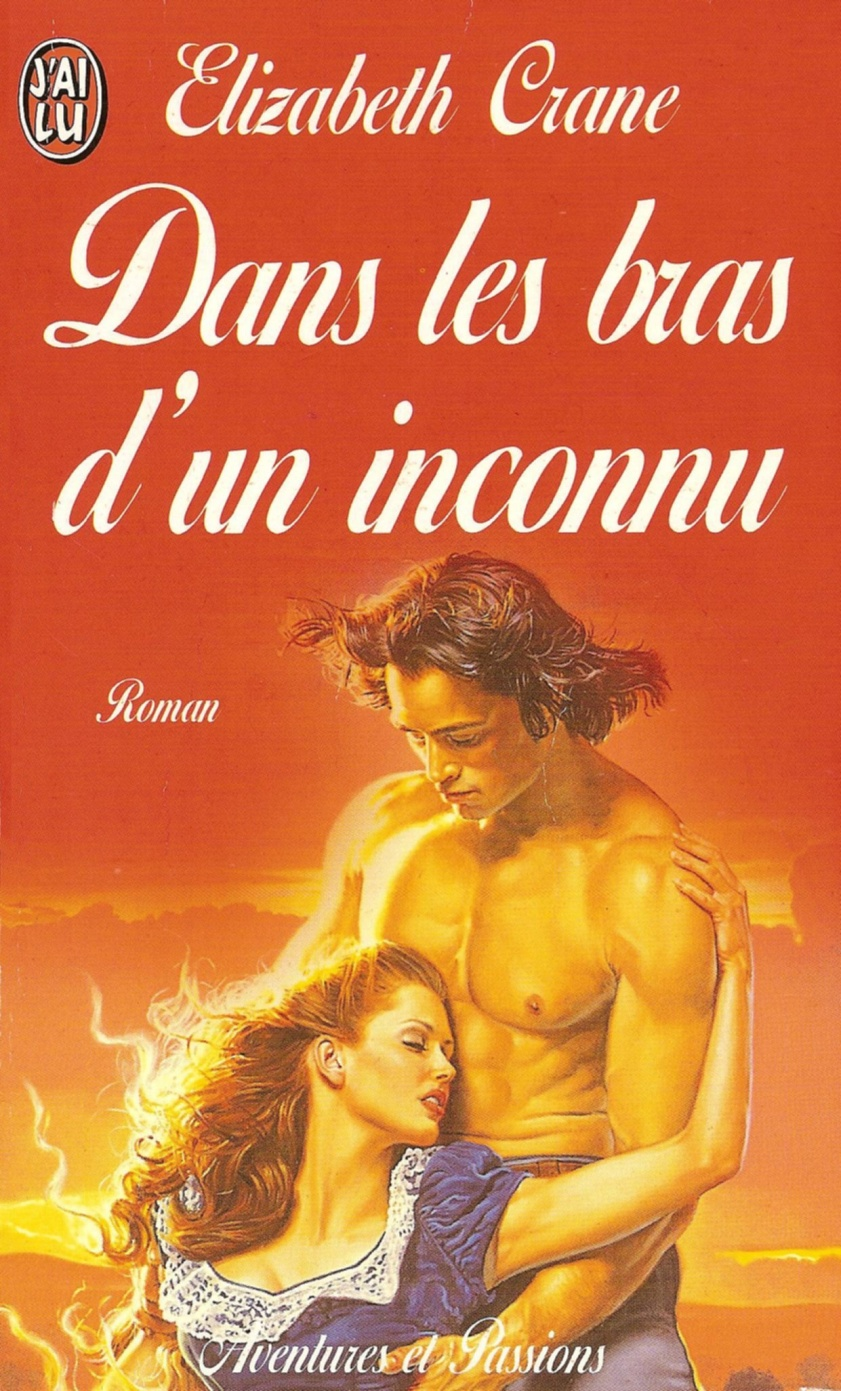 J'AI
LU
Elizabeth Crane
Dans les bras
d'un inconnu
Roman
Aventures et Passions